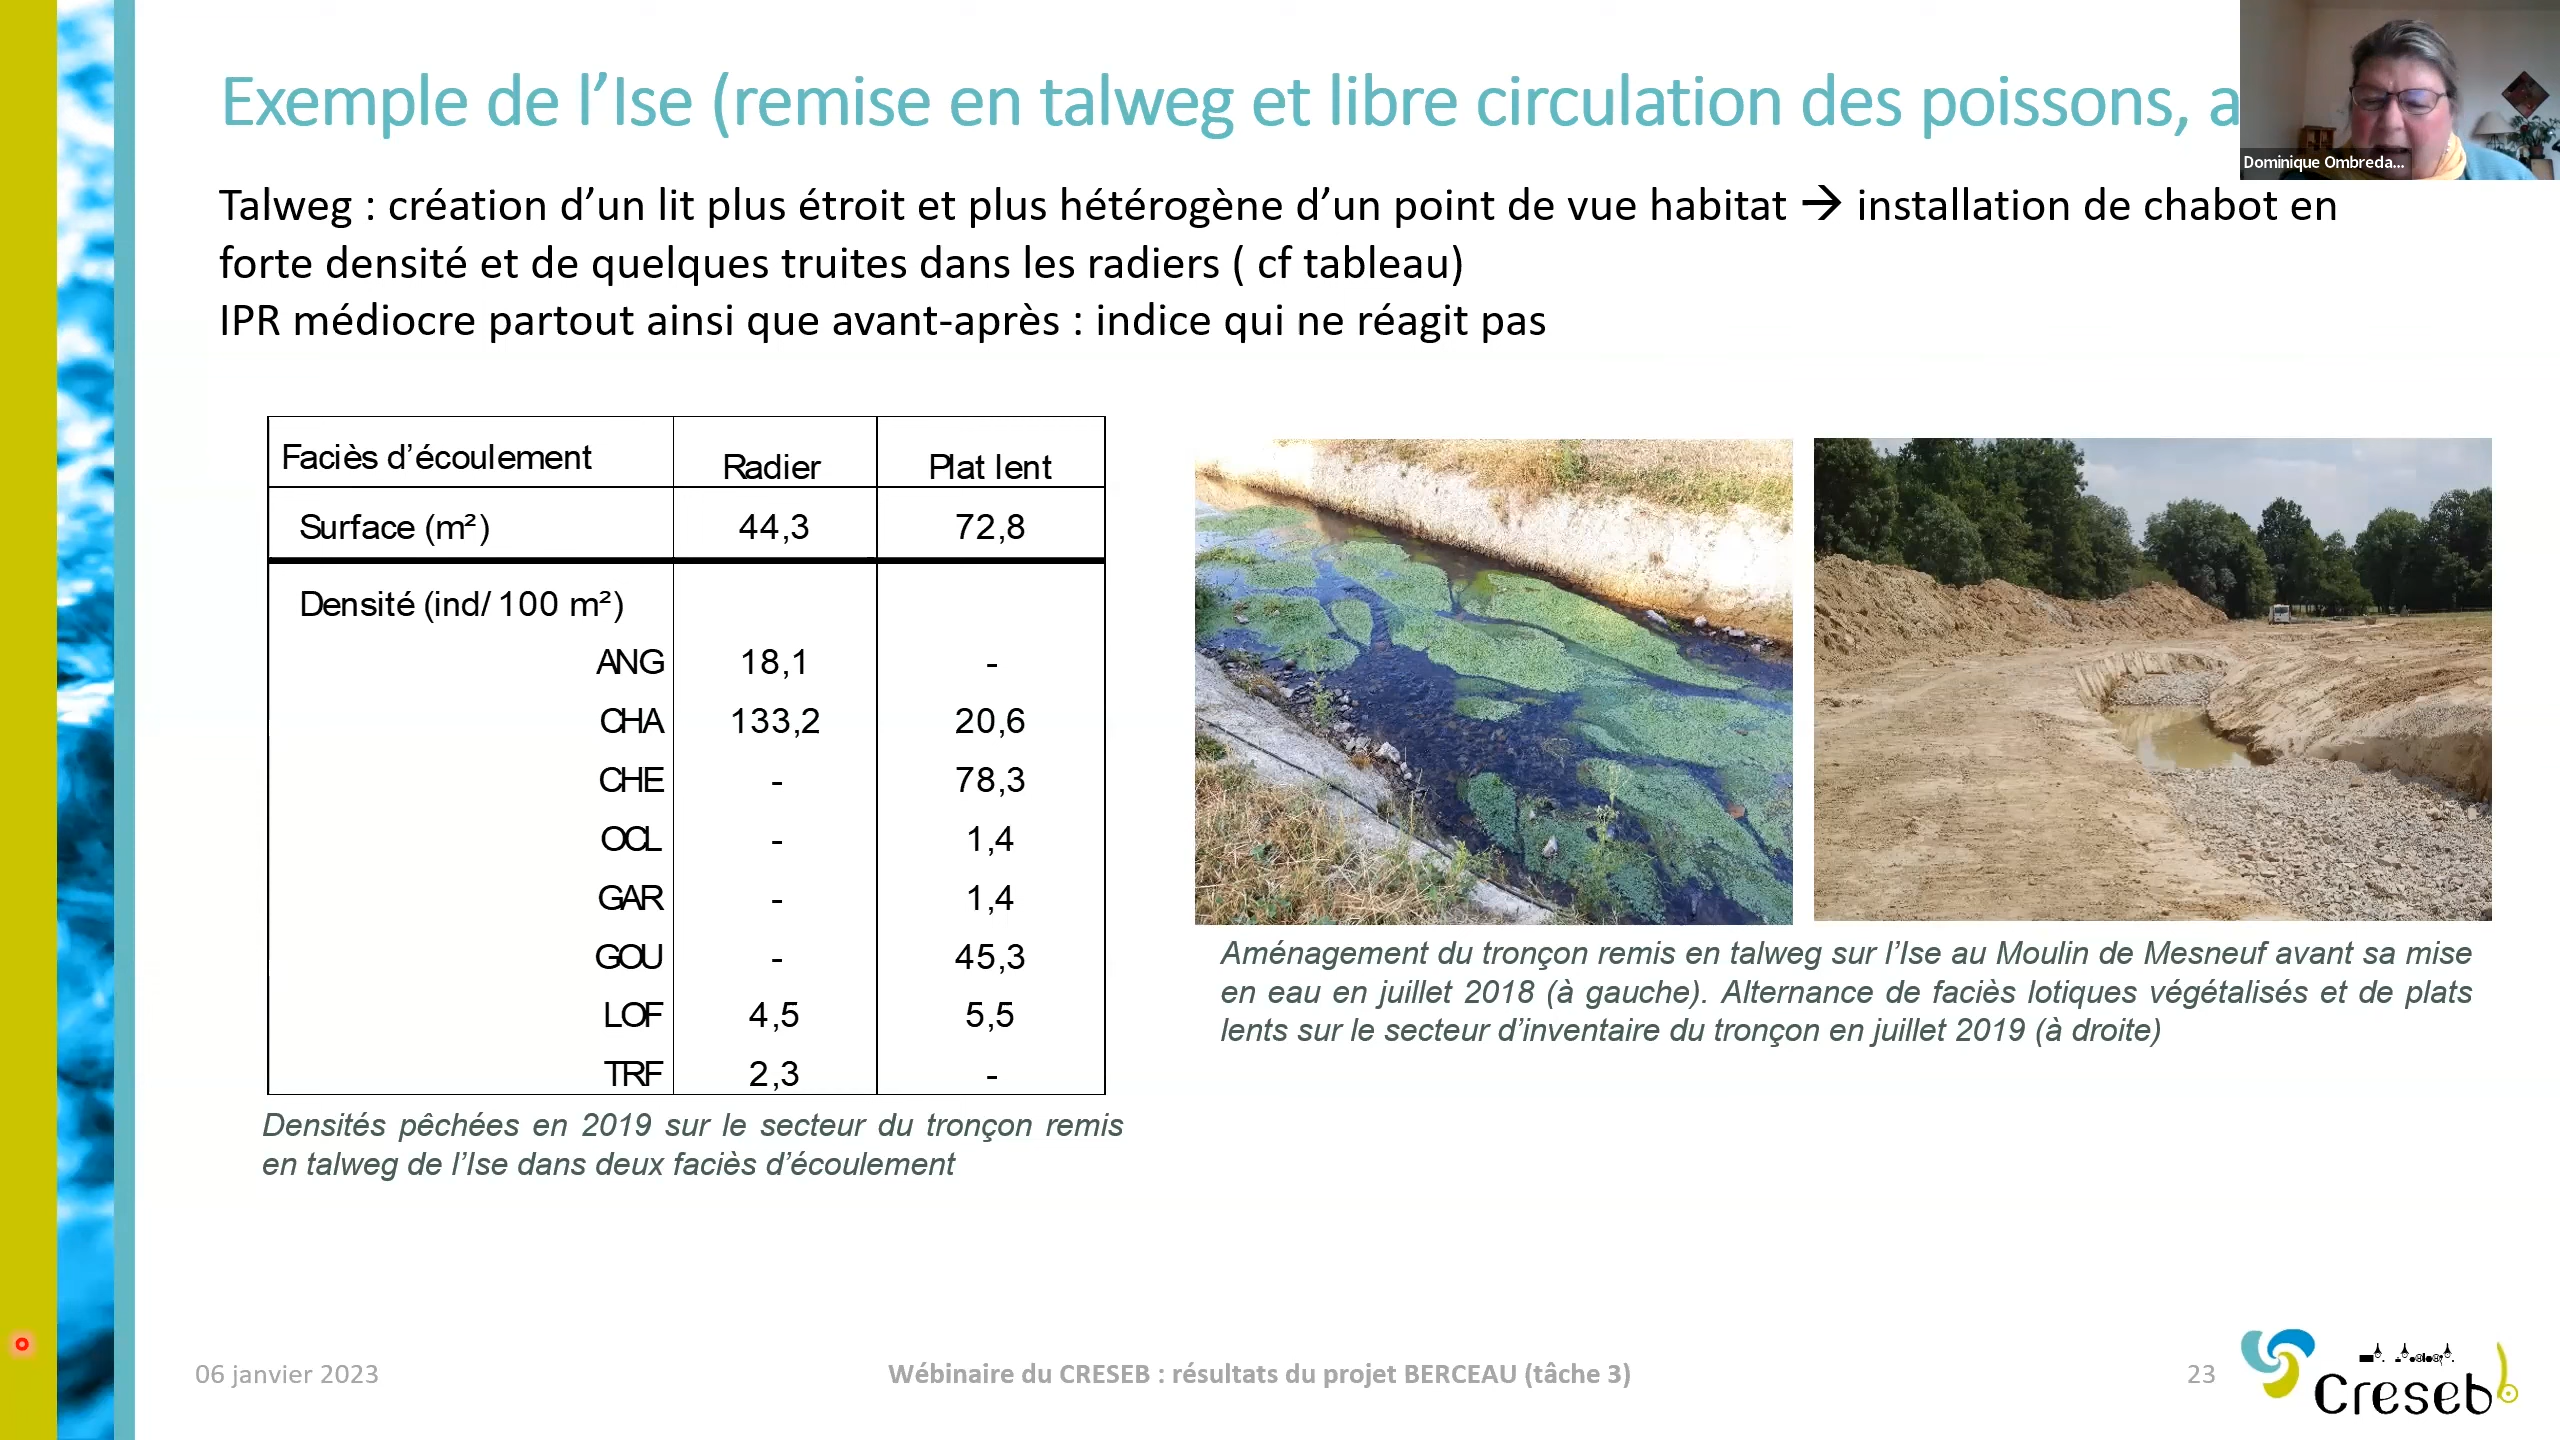 Exemple de l’Ise (remise en talweg et libre circulation des poissons, a
Dominique Ombreda...
Talweg : création d’un lit plus étroit et plus hétérogène d’un point de vue habitat → installation de chabot en
forte densité et de quelques truites dans les radiers ( cf tableau)
IPR médiocre partout ainsi que avant-après : indice qui ne réagit pas
Faciès d’écoulement Radier Plat lent
Surface (m²) 44,3 72,8
Densité (ind/ 100 m²)
ANG 18,1 -
CHA 133,2 20,6
CHE - 78,3
OCL - 1,4
GAR - 1,4
GOU - 45,3
LOF 4,5 5,5
TRF 2,3 -
Densités pêchées en 2019 sur le secteur du tronçon remis
en talweg de l’Ise dans deux faciès d’écoulement
Aménagement du tronçon remis en talweg sur l’Ise au Moulin de Mesneuf avant sa mise
en eau en juillet 2018 (à gauche). Alternance de faciès lotiques végétalisés et de plats
lents sur le secteur d’inventaire du tronçon en juillet 2019 (à droite)
06 janvier 2023
Wébinaire du CRESEB : résultats du projet BERCEAU (tâche 3)
23
Creseb